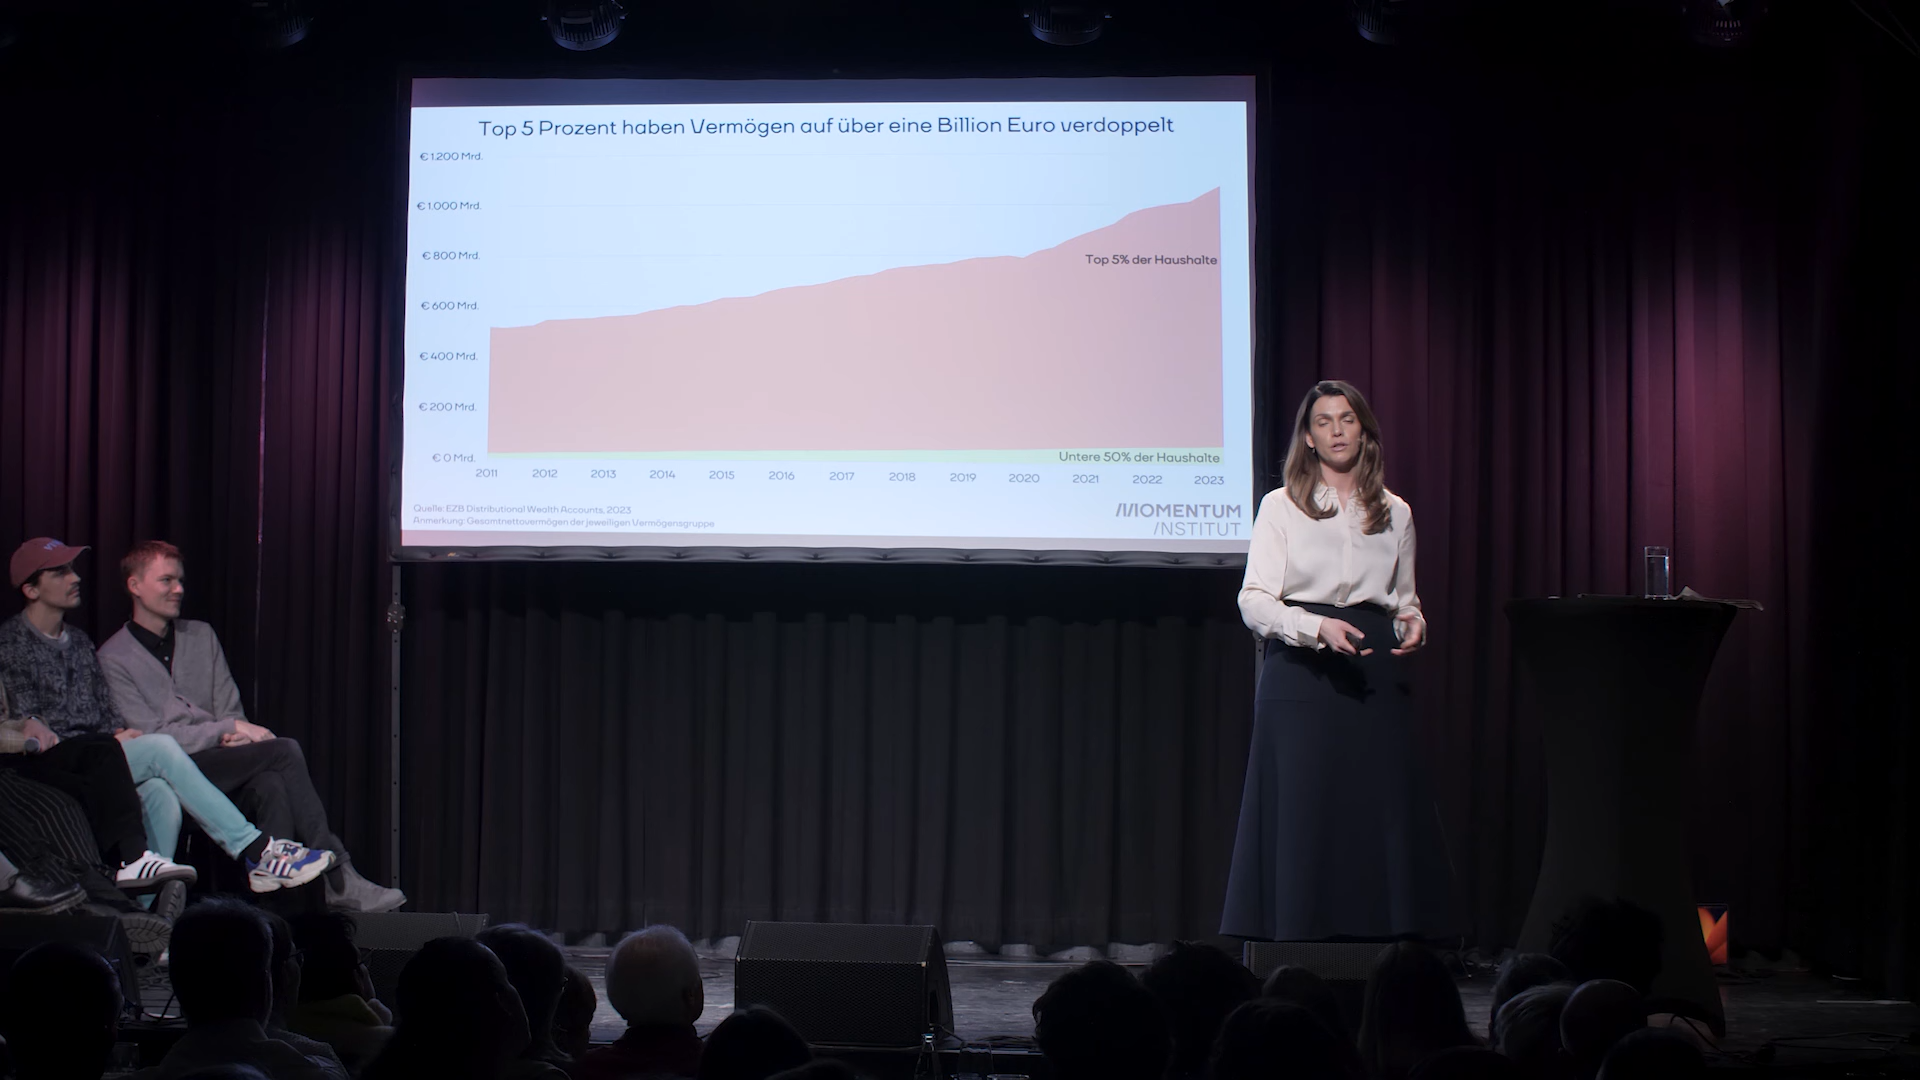 Top 5 Prozent haben Vermögen auf über eine Billion Euro verdoppelt
€ 1.200 Mrd.
€ 1.000 Mrd.
€ 800 Mrd.
€ 600 Mrd.
€ 400 Mrd.
€ 200 Mrd.
€ 0 Mrd.
Top 5% der Haushalte
Untere 50% der Haushalte
2011 2012 2013 2014 2015 2016 2017 2018 2019 2020 2021 2022 2023
Quelle: EZB Distributional Wealth Accounts, 2023
Anmerkung: Gesamtnettovermögen der jeweiligen Vermögensgruppe
MOMENTUM
INSTITUT